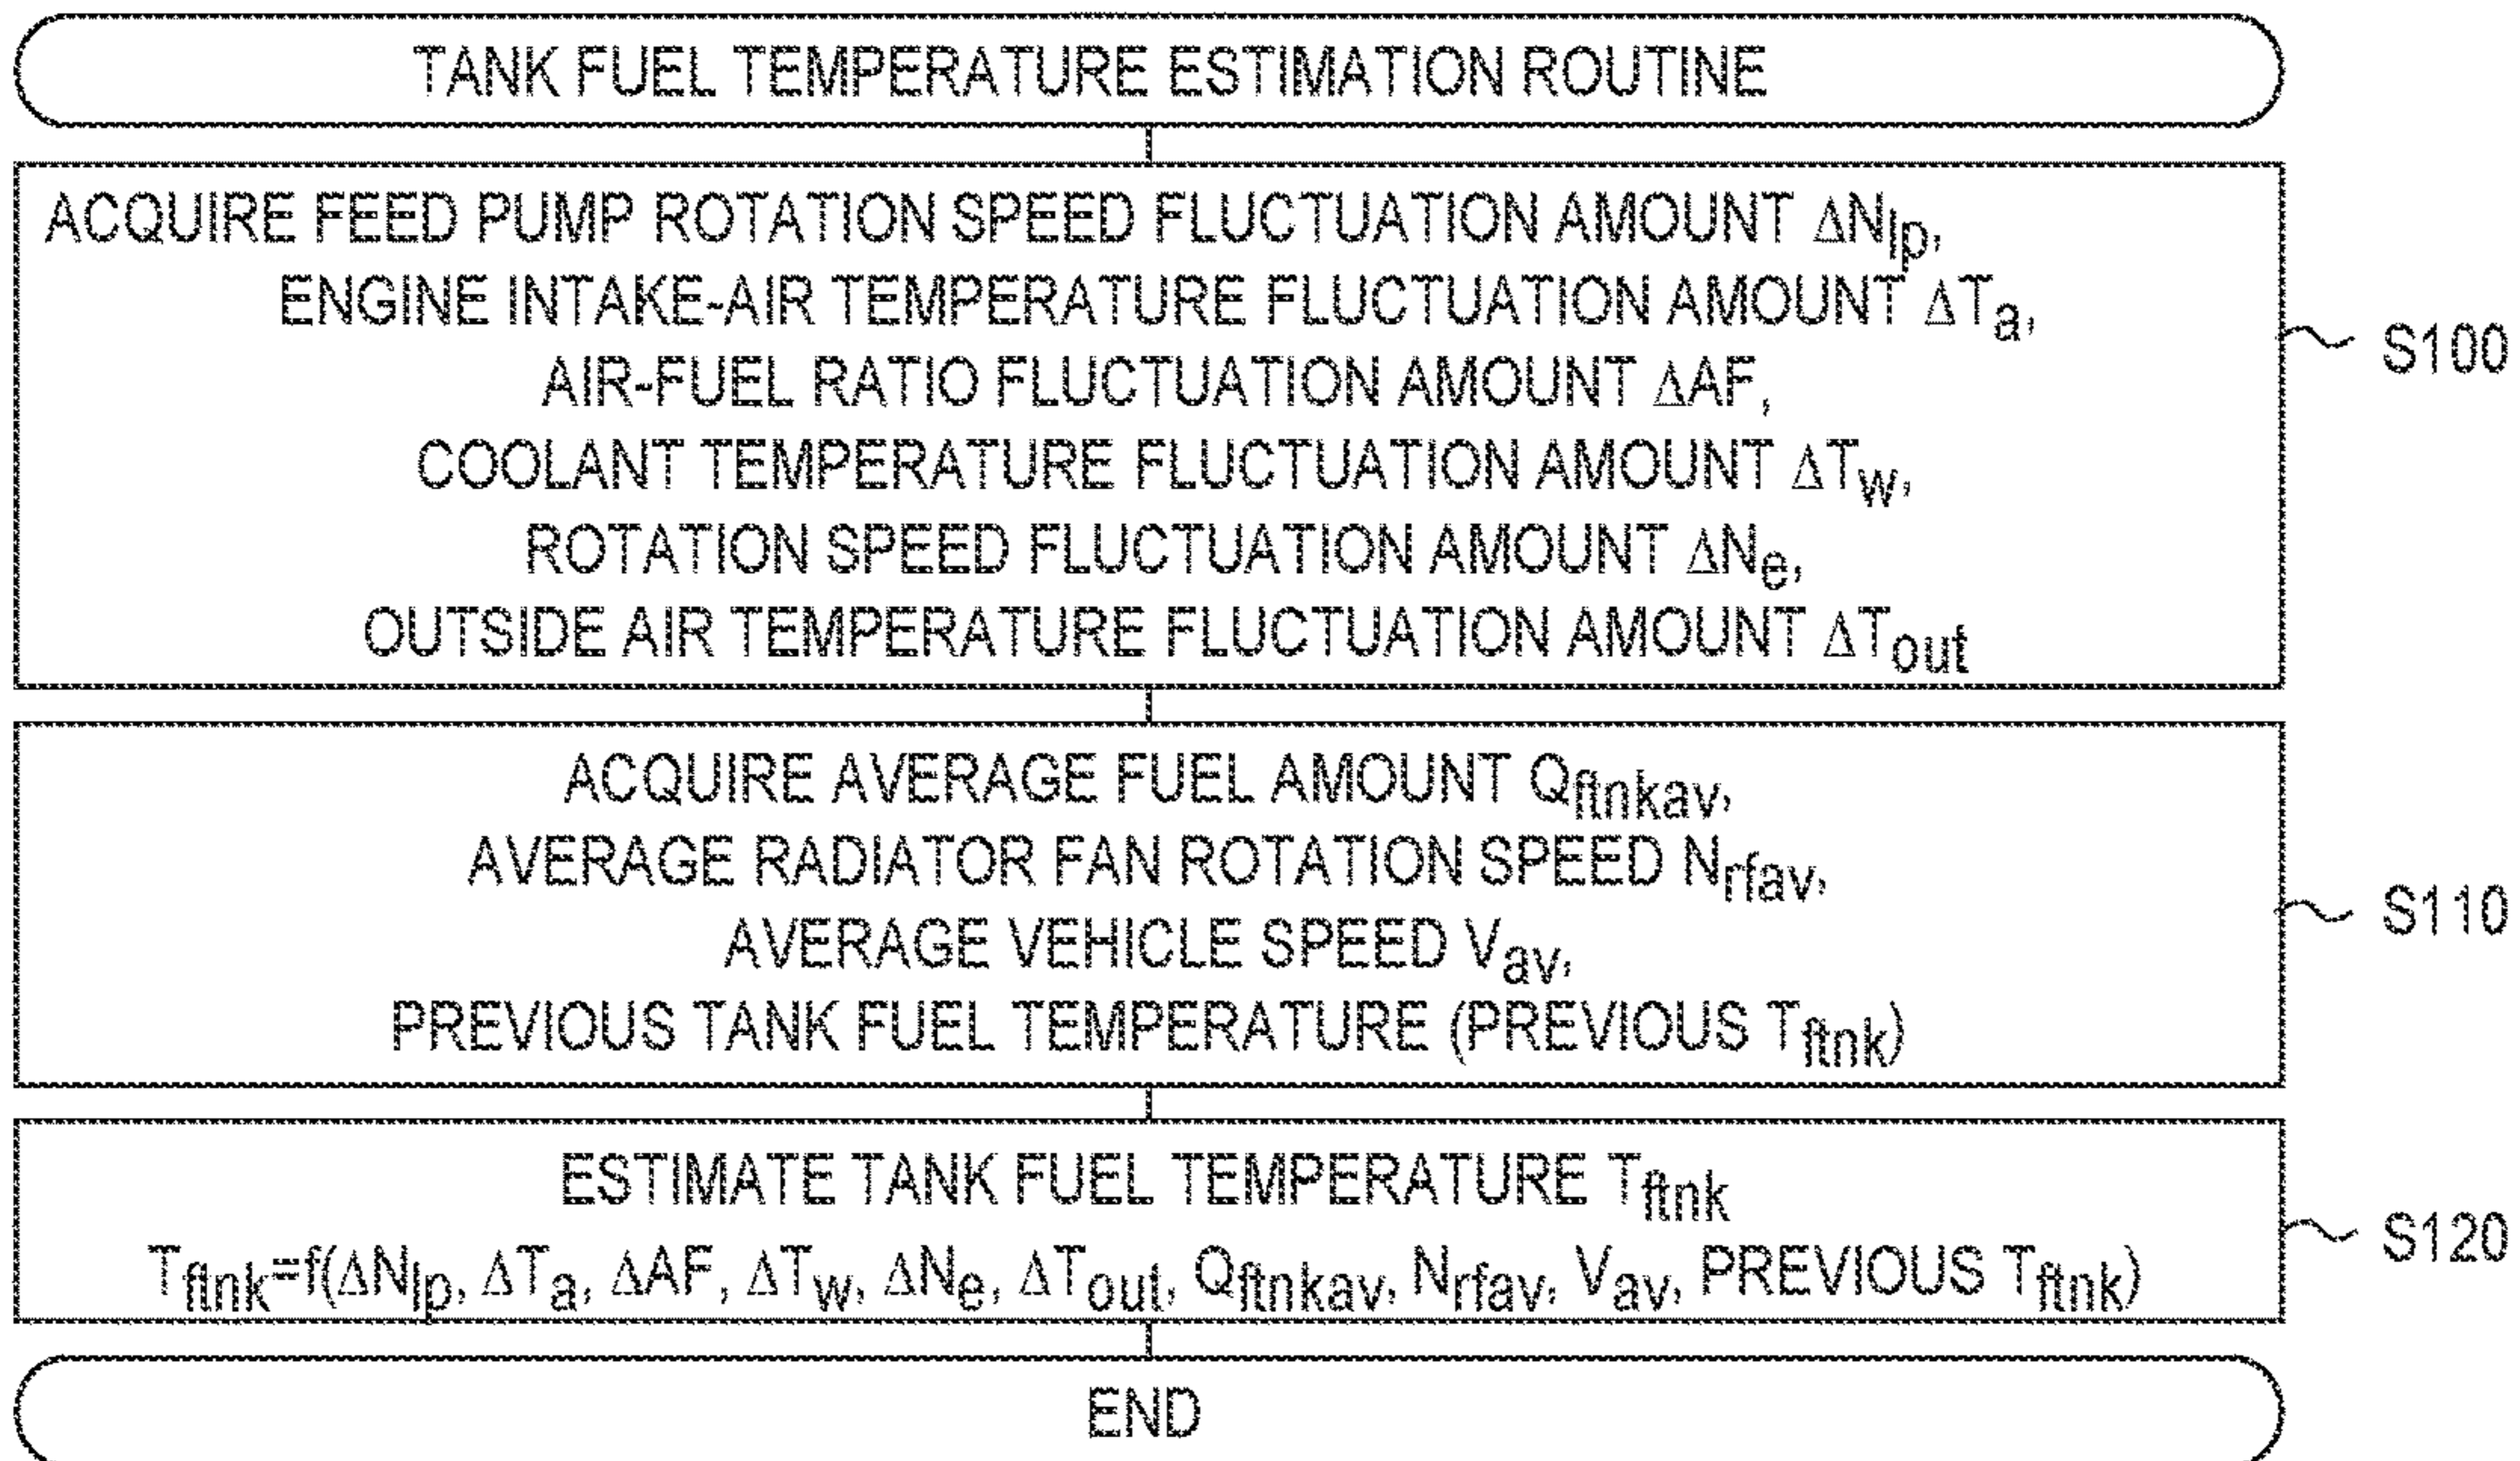 TANK FUEL TEMPERATURE ESTIMATION ROUTINE
ACQUIRE FEED PUMP ROTATION SPEED FLUCTUATION AMOUNT ΔNlp,
ENGINE INTAKE-AIR TEMPERATURE FLUCTUATION AMOUNT ΔTa,
AIR-FUEL RATIO FLUCTUATION AMOUNT ΔAF,
COOLANT TEMPERATURE FLUCTUATION AMOUNT ΔTw,
ROTATION SPEED FLUCTUATION AMOUNT ΔNe,
OUTSIDE AIR TEMPERATURE FLUCTUATION AMOUNT ΔTout
S100
ACQUIRE AVERAGE FUEL AMOUNT Qftnkav,
AVERAGE RADIATOR FAN ROTATION SPEED Nrfav,
AVERAGE VEHICLE SPEED Vav,
PREVIOUS TANK FUEL TEMPERATURE (PREVIOUS Tftnk)
S110
ESTIMATE TANK FUEL TEMPERATURE Tftnk
Tftnk=f(ΔNlp, ΔTa, ΔAF, ΔTw, ΔNe, ΔTout, Qftnkav, Nrfav, Vav, PREVIOUS Tftnk)
S120
END